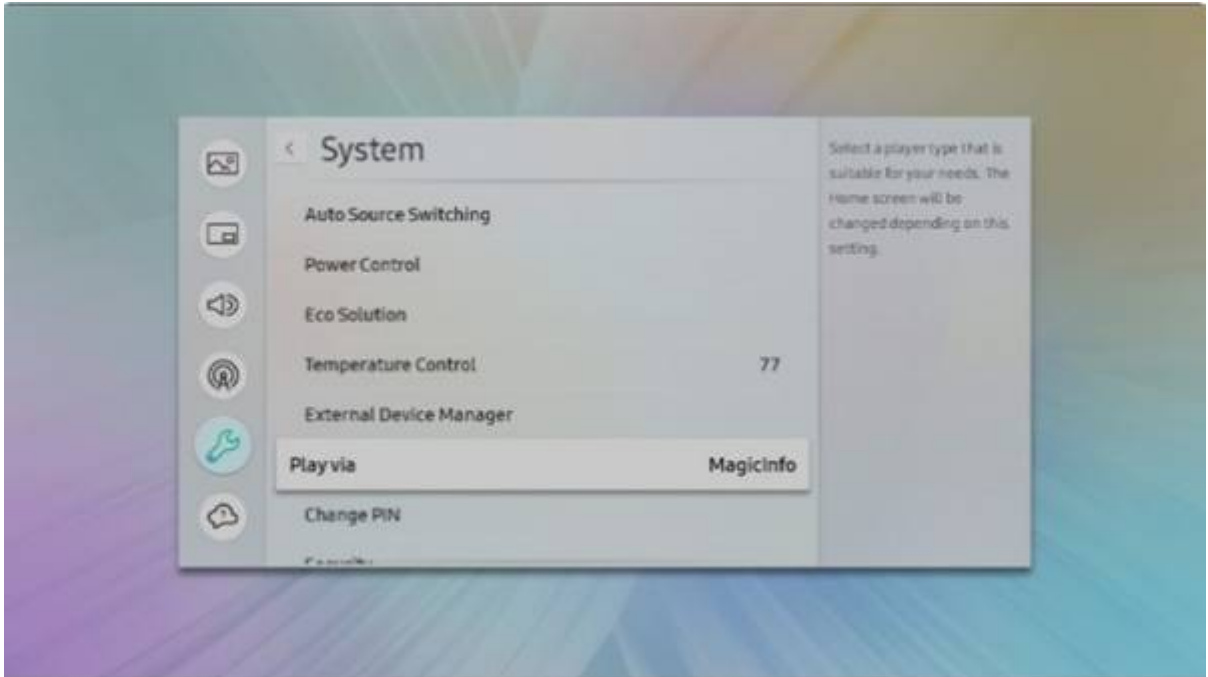 System
Auto Source Switching
Power Control
Eco Solution
Temperature Control 77
External Device Manager
Play via MagicInfo
Change PIN
Security
Select a player type that is
suitable for your needs. The
Home screen will be
changed depending on this
setting.